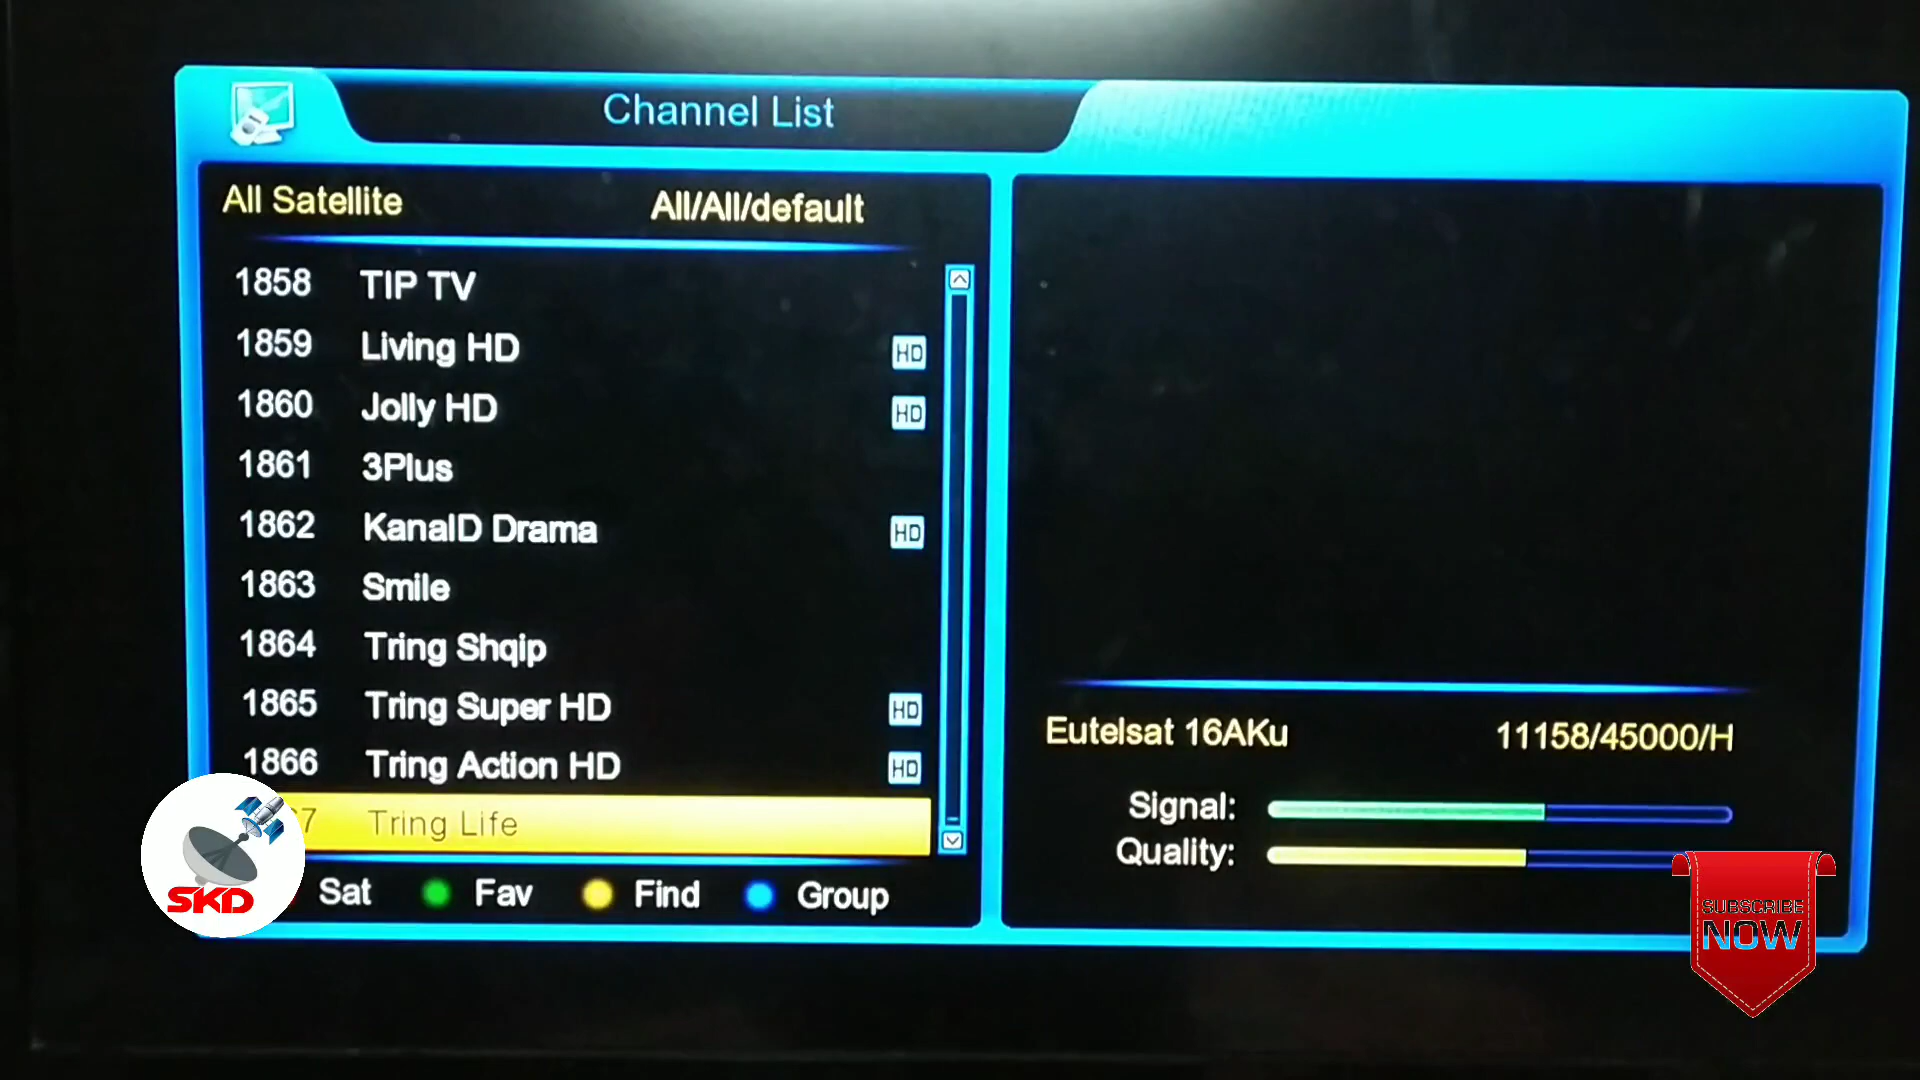 Channel List
All Satellite All/All/default
1858 TIP TV
1859 Living HD HD
1860 Jolly HD HD
1861 3Plus
1862 KanalD Drama HD
1863 Smile
1864 Tring Shqip
1865 Tring Super HD HD
1866 Tring Action HD HD
7 Tring Life
Sat Fav Find Group
Eutelsat 16AKu 11158/45000/H
Signal:
Quality:
SKD
SUBSCRIBE
NOW